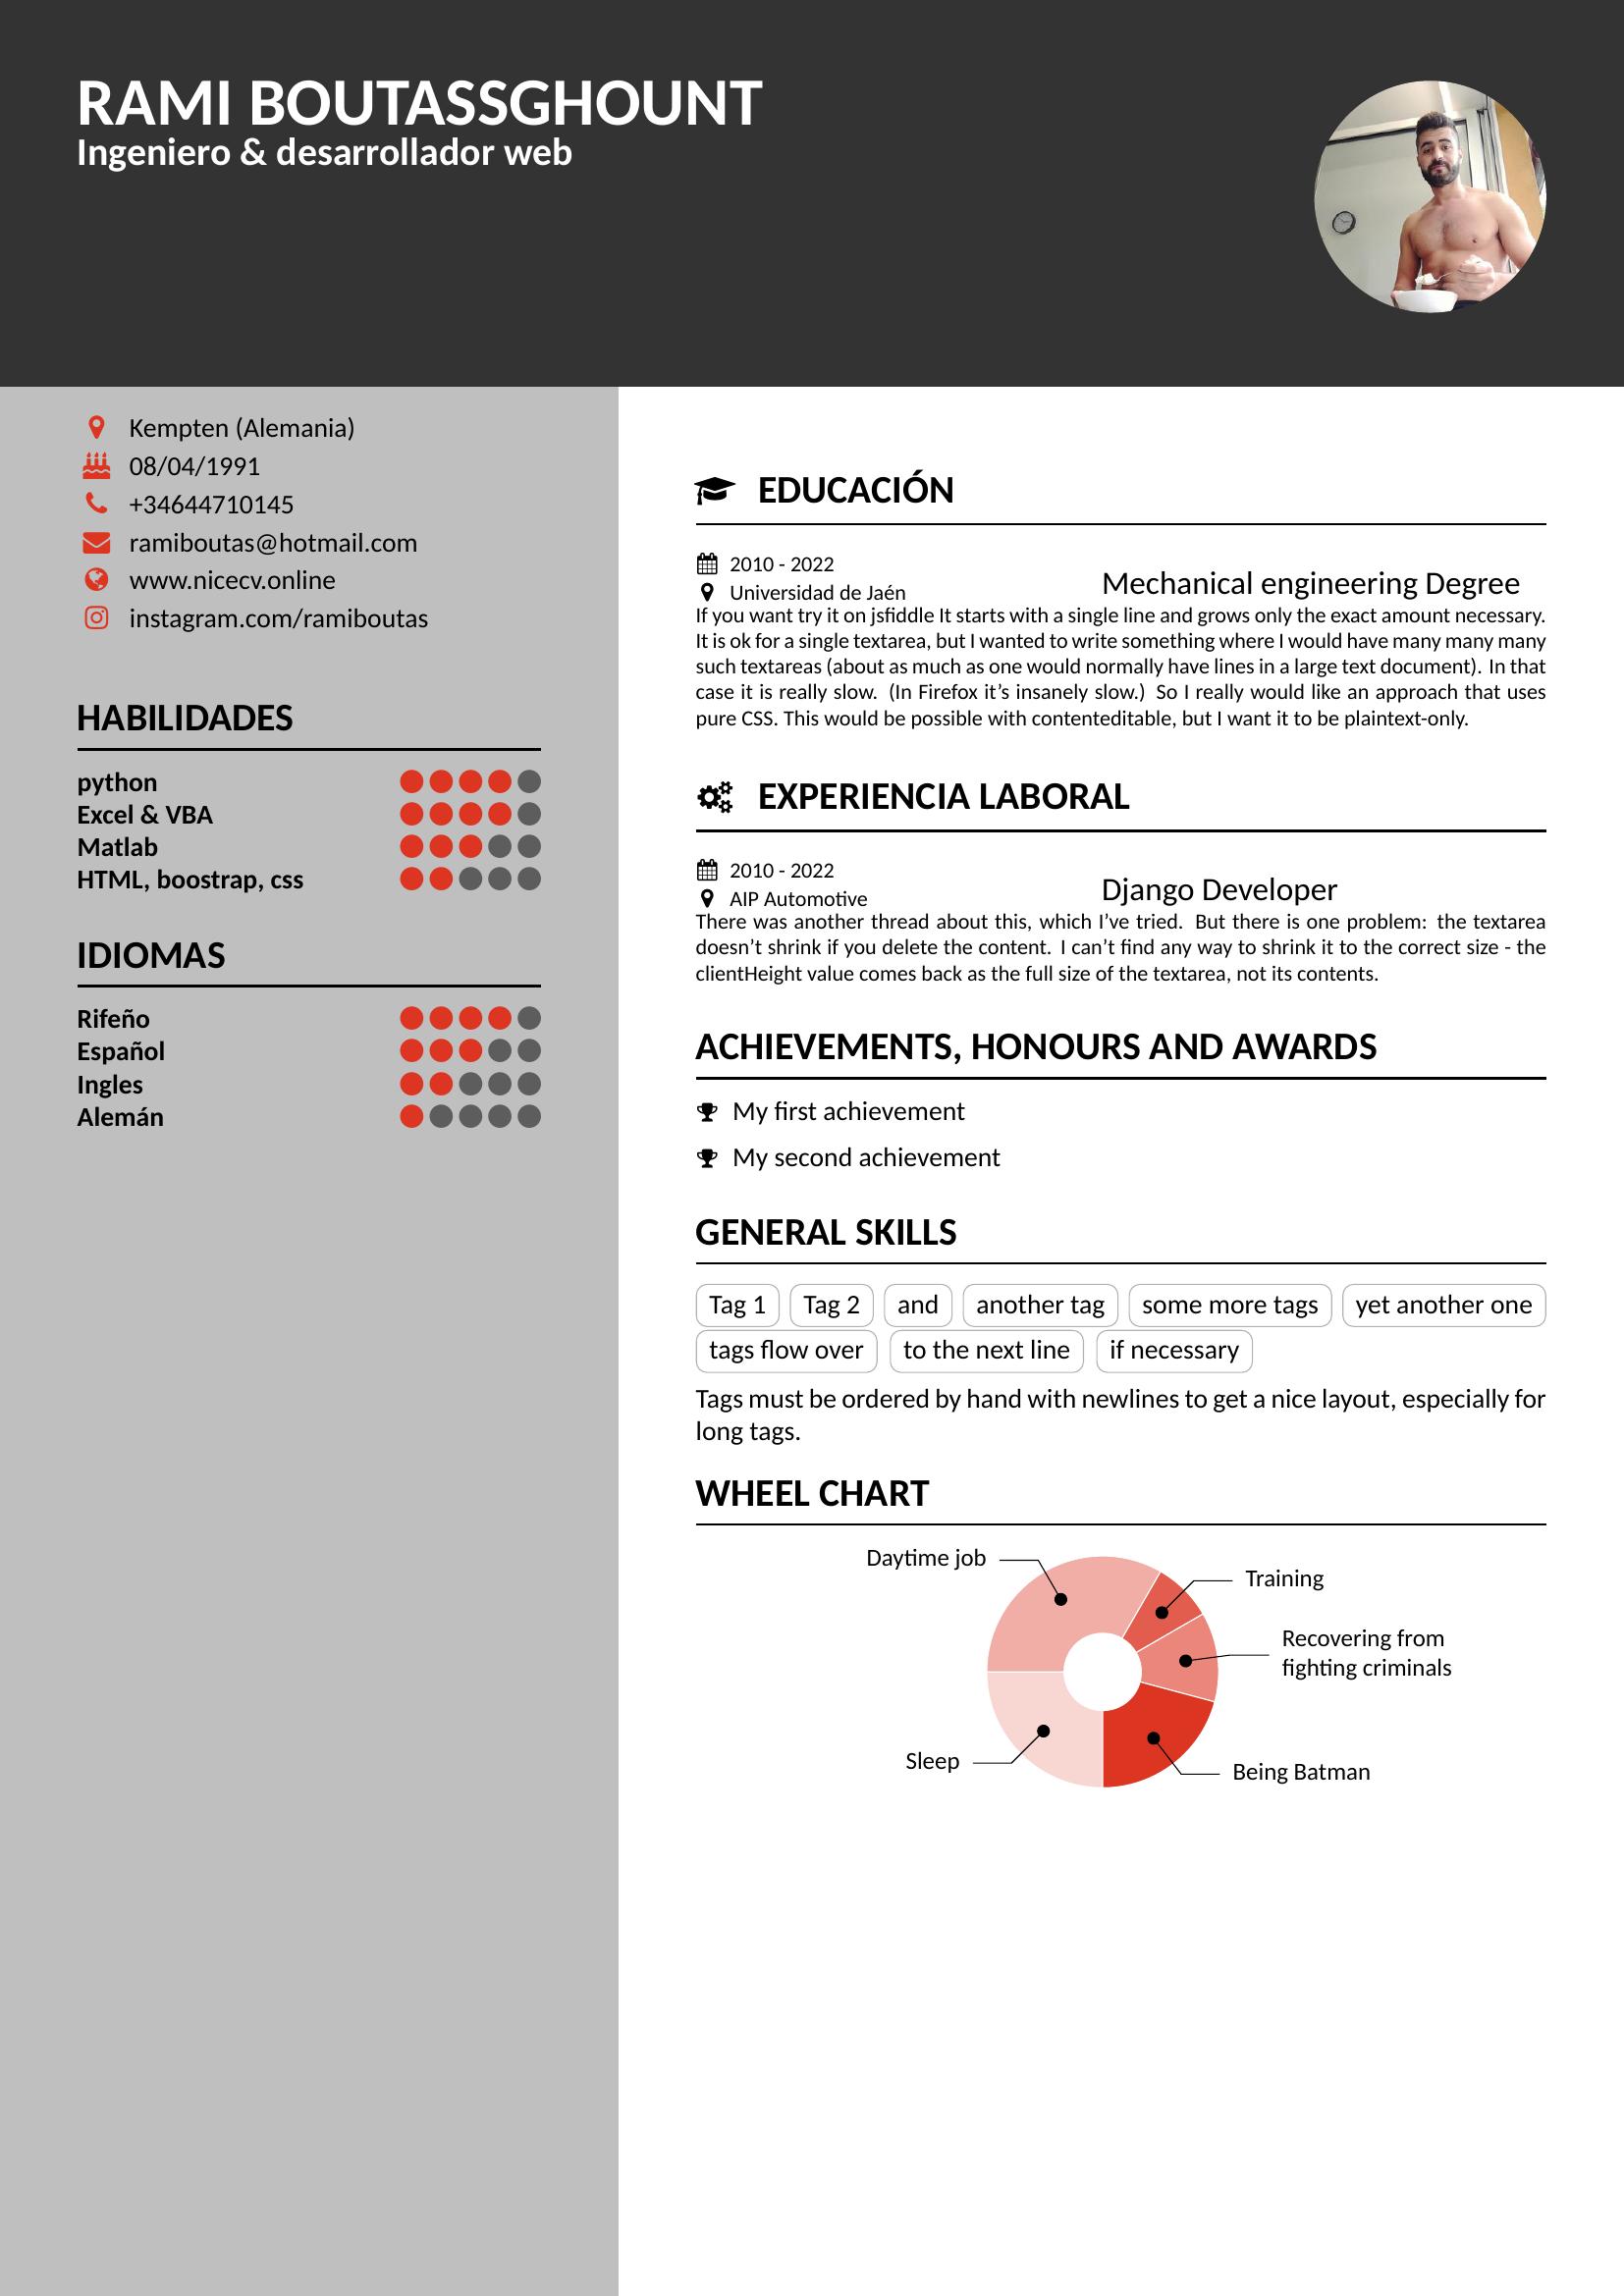 RAMI BOUTASSGHOUNT
Ingeniero & desarrollador web
Kempten (Alemania)
08/04/1991
+34644710145
ramiboutas@hotmail.com
www.nicecv.online
instagram.com/ramiboutas
HABILIDADES
python
Excel & VBA
Matlab
HTML, boostrap, css
IDIOMAS
Rifeño
Español
Ingles
Alemán
EDUCACIÓN
2010 - 2022
Universidad de Jaén
Mechanical engineering Degree
If you want try it on jsfiddle It starts with a single line and grows only the exact amount necessary.
It is ok for a single textarea, but I wanted to write something where I would have many many many
such textareas (about as much as one would normally have lines in a large text document). In that
case it is really slow. (In Firefox it’s insanely slow.) So I really would like an approach that uses
pure CSS. This would be possible with contenteditable, but I want it to be plaintext-only.
EXPERIENCIA LABORAL
2010 - 2022
AIP Automotive
Django Developer
There was another thread about this, which I’ve tried. But there is one problem: the textarea
doesn’t shrink if you delete the content. I can’t find any way to shrink it to the correct size - the
clientHeight value comes back as the full size of the textarea, not its contents.
ACHIEVEMENTS, HONOURS AND AWARDS
My first achievement
My second achievement
GENERAL SKILLS
Tag 1 Tag 2 and another tag some more tags yet another one
tags flow over to the next line if necessary
Tags must be ordered by hand with newlines to get a nice layout, especially for
long tags.
WHEEL CHART
Daytime job
Training
Recovering from
fighting criminals
Sleep
Being Batman